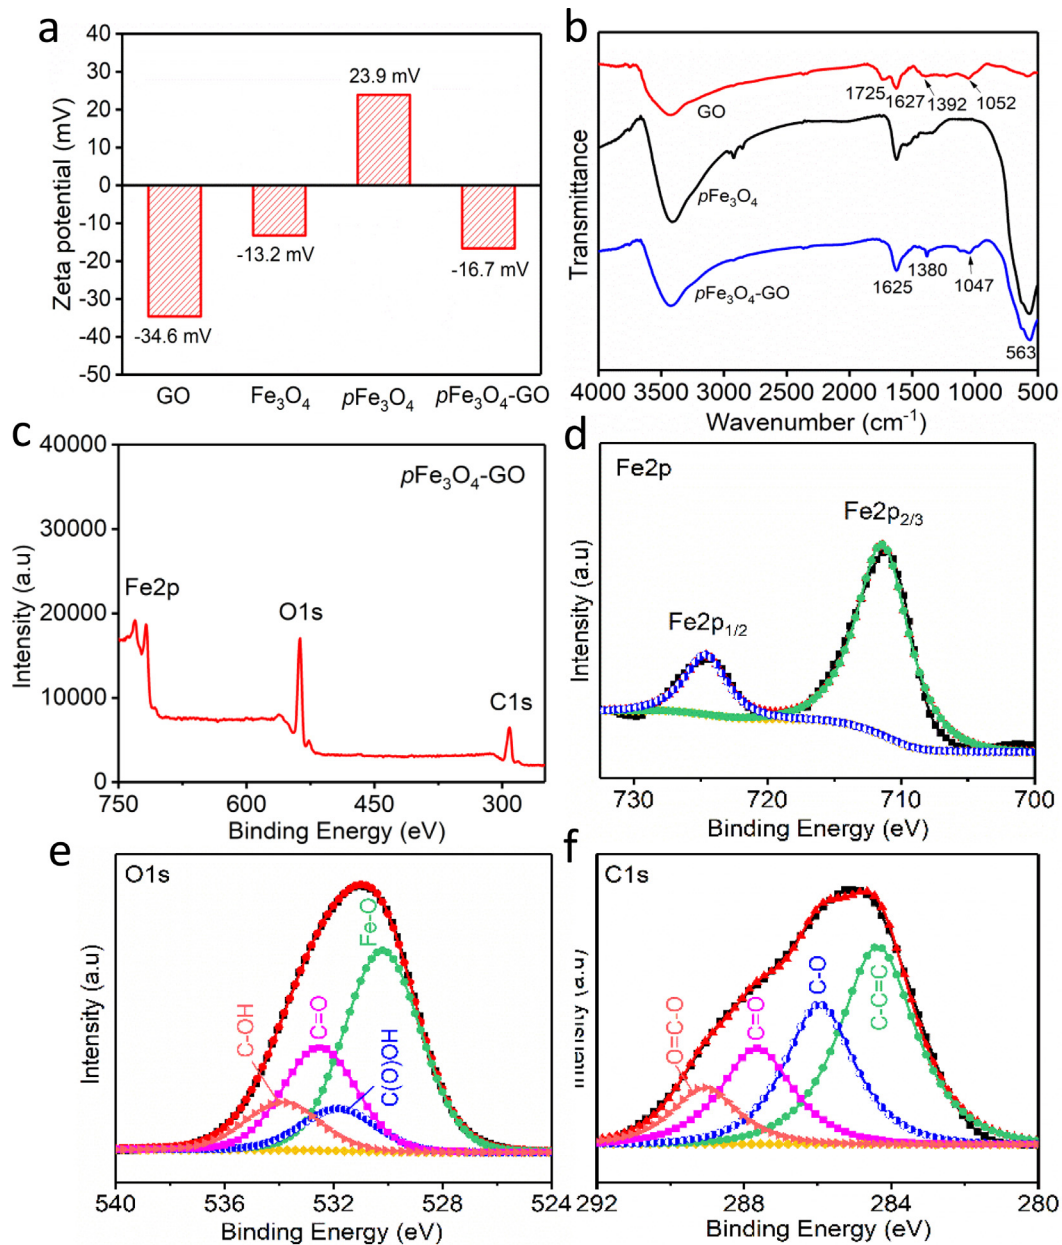 a
Zeta potential (mV)
40
30
20
10
0
-10
-20
-30
-40
-50
23.9 mV
-13.2 mV
-16.7 mV
-34.6 mV
GO
Fe₃O₄
pFe₃O₄
pFe₃O₄-GO
b
Transmittance
1725
1627
1392
1052
GO
pFe₃O₄
pFe₃O₄-GO
1625
1380
1047
563
4000 3500 3000 2500 2000 1500 1000 500
Wavenumber (cm⁻¹)
c
Intensity (a.u)
40000
30000
20000
10000
0
pFe₃O₄-GO
Fe2p
O1s
C1s
750 600 450 300
Binding Energy (eV)
d
Intensity (a.u)
Fe2p
Fe2p₂/₃
Fe2p₁/₂
730 720 710 700
Binding Energy (eV)
e
Intensity (a.u)
O1s
C-OH
C=O
Fe-O
C(O)OH
540 536 532 528 524
Binding Energy (eV)
f
Intensity (a.u)
C1s
O=C-O
C=O
C-O
C-C=C
292 288 284 280
Binding Energy (eV)